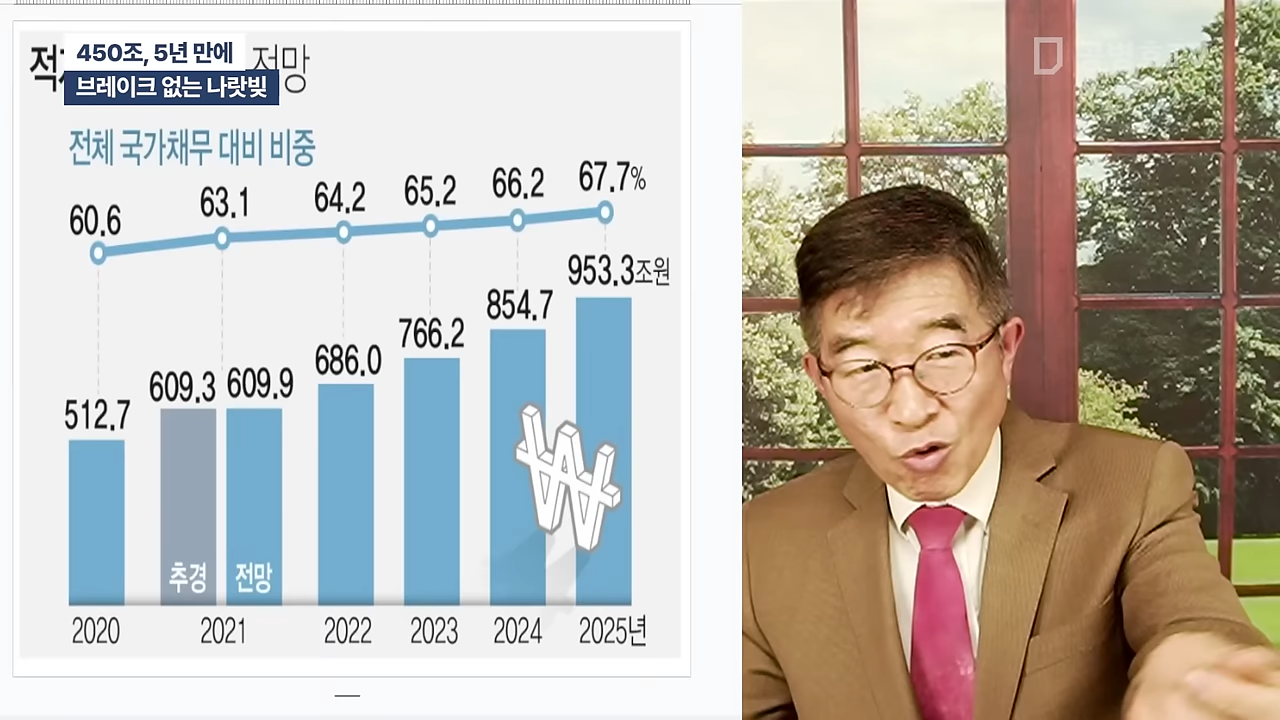 450조, 5년 만에
브레이크 없는 나랏빚
전망
전체 국가채무 대비 비중
60.6
63.1
64.2
65.2
66.2
67.7%
512.7
609.3
609.9
686.0
766.2
854.7
953.3조원
추경
전망
2020
2021
2022
2023
2024
2025년